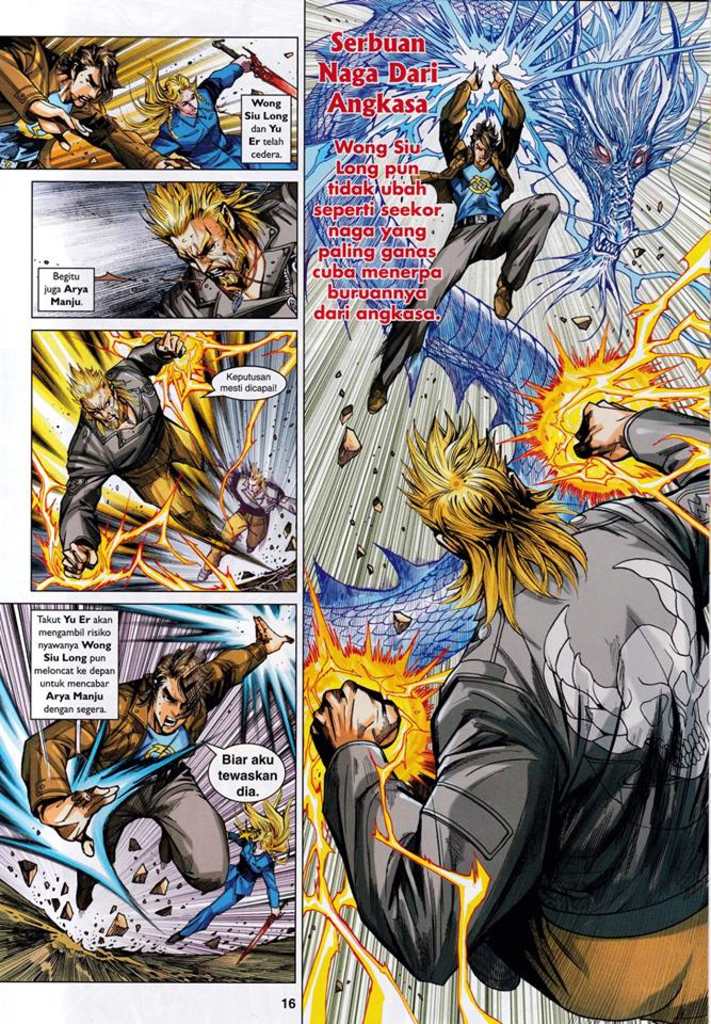 Wong
Siu Long
dan Yu
Er telah
cedera.
Begitu
juga Arya
Manju.
Keputusan
mesti dicapai!
Takut Yu Er akan
mengambil risiko
nyawanya Wong
Siu Long pun
meloncat ke depan
untuk mencabar
Arya Manju
dengan segera.
Biar aku
tewaskan
dia.
16
Serbuan
Naga Dari
Angkasa
Wong Siu
Long pun
tidak ubah
seperti seekor
naga yang
paling ganas
cuba menerpa
buruannya
dari angkasa.